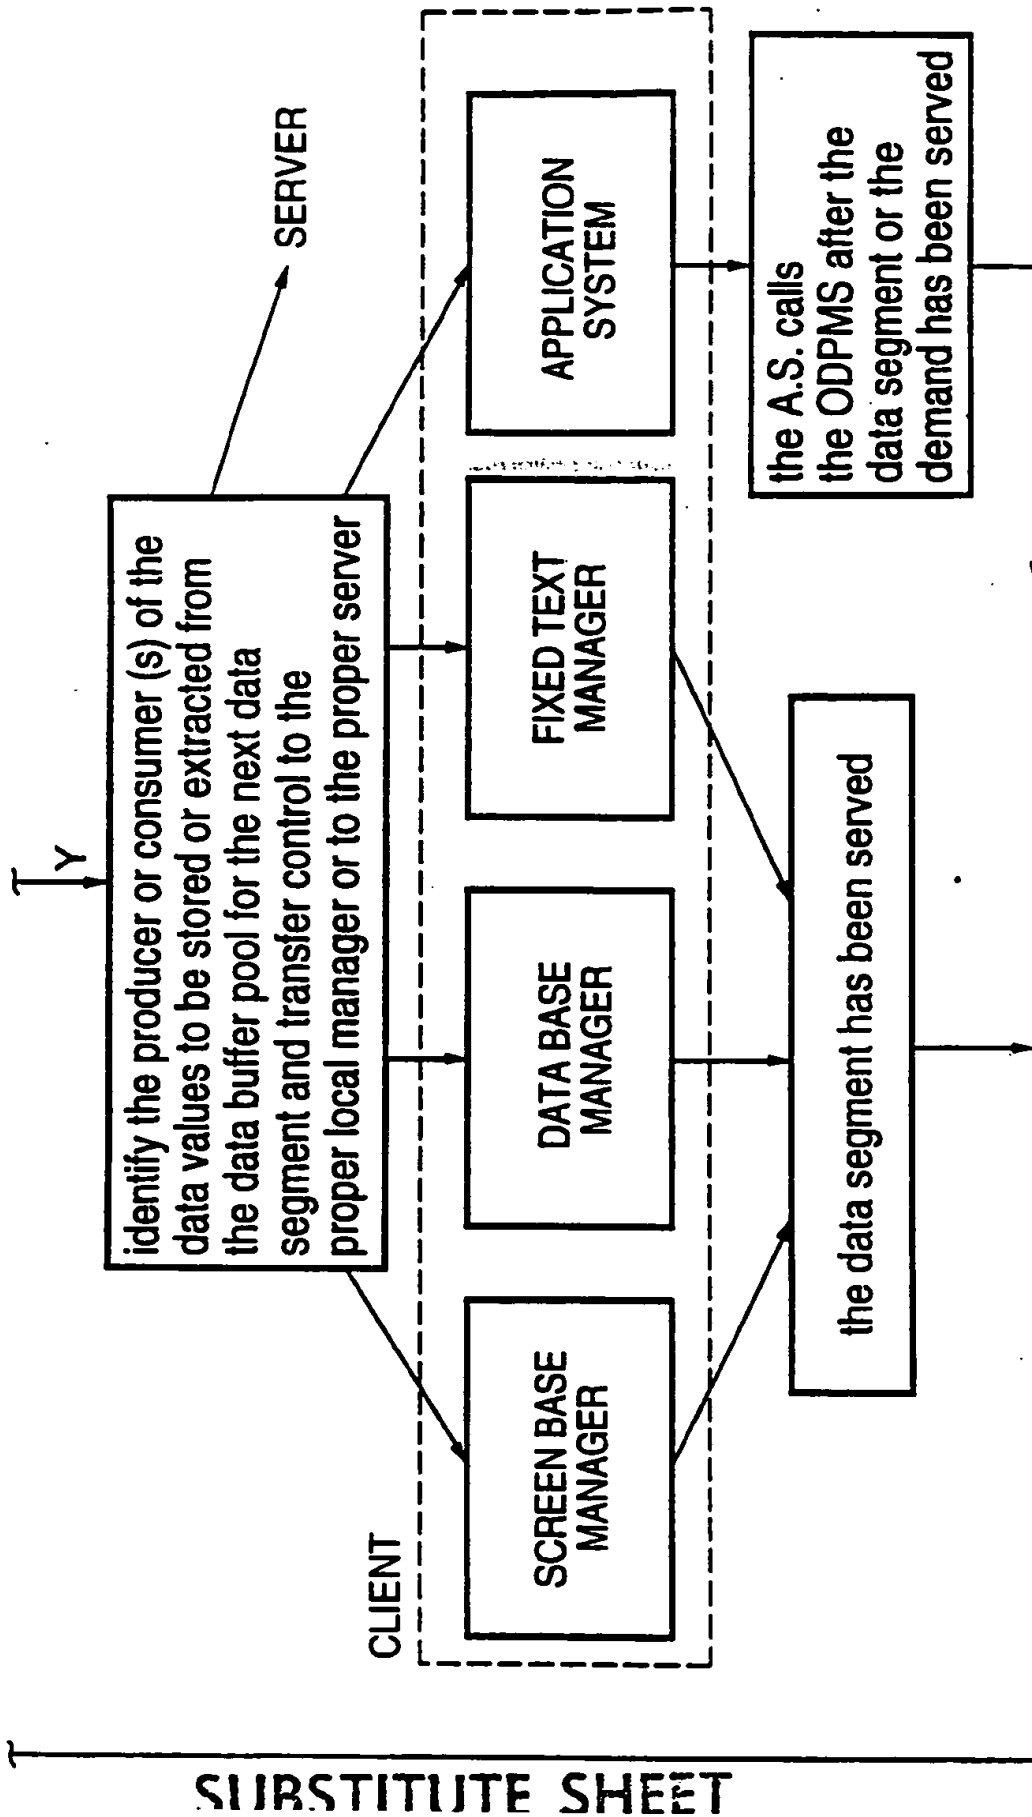 Y
identify the producer or consumer (s) of the
data values to be stored or extracted from
the data buffer pool for the next data
segment and transfer control to the
proper local manager or to the proper server
SERVER
CLIENT
SCREEN BASE
MANAGER
DATA BASE
MANAGER
FIXED TEXT
MANAGER
APPLICATION
SYSTEM
the data segment has been served
the A.S. calls
the ODPMS after the
data segment or the
demand has been served
SUBSTITUTE SHEET